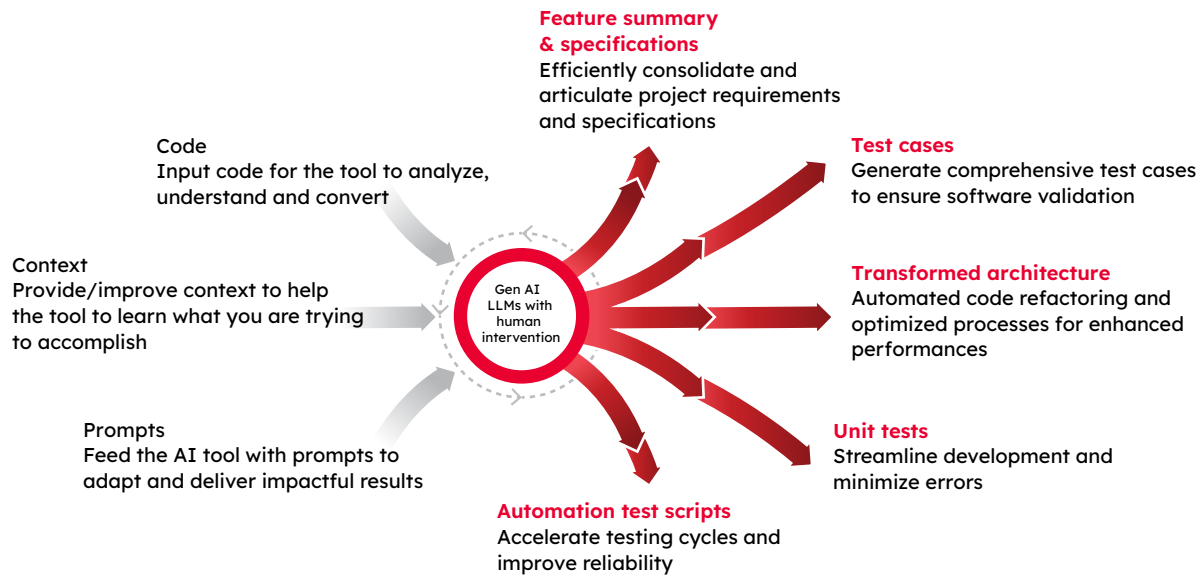 Feature summary
& specifications
Efficiently consolidate and
articulate project requirements
and specifications
Code
Input code for the tool to analyze,
understand and convert
Test cases
Generate comprehensive test cases
to ensure software validation
Context
Provide/improve context to help
the tool to learn what you are trying
to accomplish
Gen AI
LLMs with
human
intervention
Transformed architecture
Automated code refactoring and
optimized processes for enhanced
performances
Prompts
Feed the AI tool with prompts to
adapt and deliver impactful results
Unit tests
Streamline development and
minimize errors
Automation test scripts
Accelerate testing cycles and
improve reliability